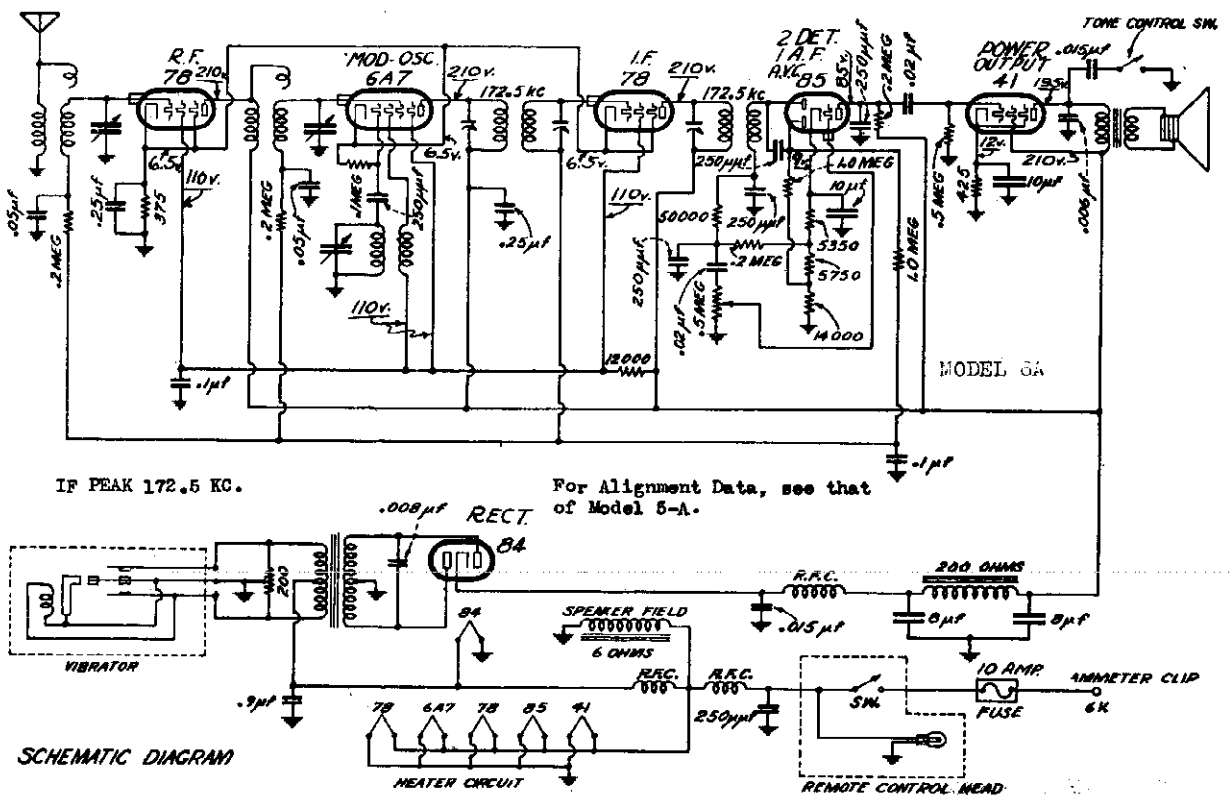 TONE CONTROL SW.
R.F.
78
210v.
MOD-OSC.
6A7
210v.
172.5 KC
I.F.
78
210v.
172.5 KC
2 DET.
1 A.F.
A.V.C.
85
85v.
250µµf
.2 MEG
.02 µf
POWER
OUTPUT
41
.015µf
195v.
6.5v.
110v.
.05µf
.2 MEG
.25µf
375
.2 MEG
.05µf
.1MEG
250µµf
6.5v.
110v.
.25µf
6.5v.
110v.
250µµf
50000
250µµf
250µµf
.02µf
.5 MEG
.2 MEG
1.0 MEG
10µf
5350
5750
14000
1.0 MEG
.5 MEG
12v.
425
10µf
210v.
.006µf
12000
.1µf
.1µf
MODEL 6A
IF PEAK 172.5 KC.
For Alignment Data, see that
of Model 5-A.
.008µf
RECT.
84
200
VIBRATOR
84
SPEAKER FIELD
6 OHMS
R.F.C.
.015µf
200 OHMS
8µf
8µf
R.F.C.
R.F.C.
250µµf
SW.
10 AMP.
FUSE
AMMETER CLIP
6V.
.5µf
78
6A7
78
85
41
HEATER CIRCUIT
SCHEMATIC DIAGRAM
REMOTE CONTROL HEAD